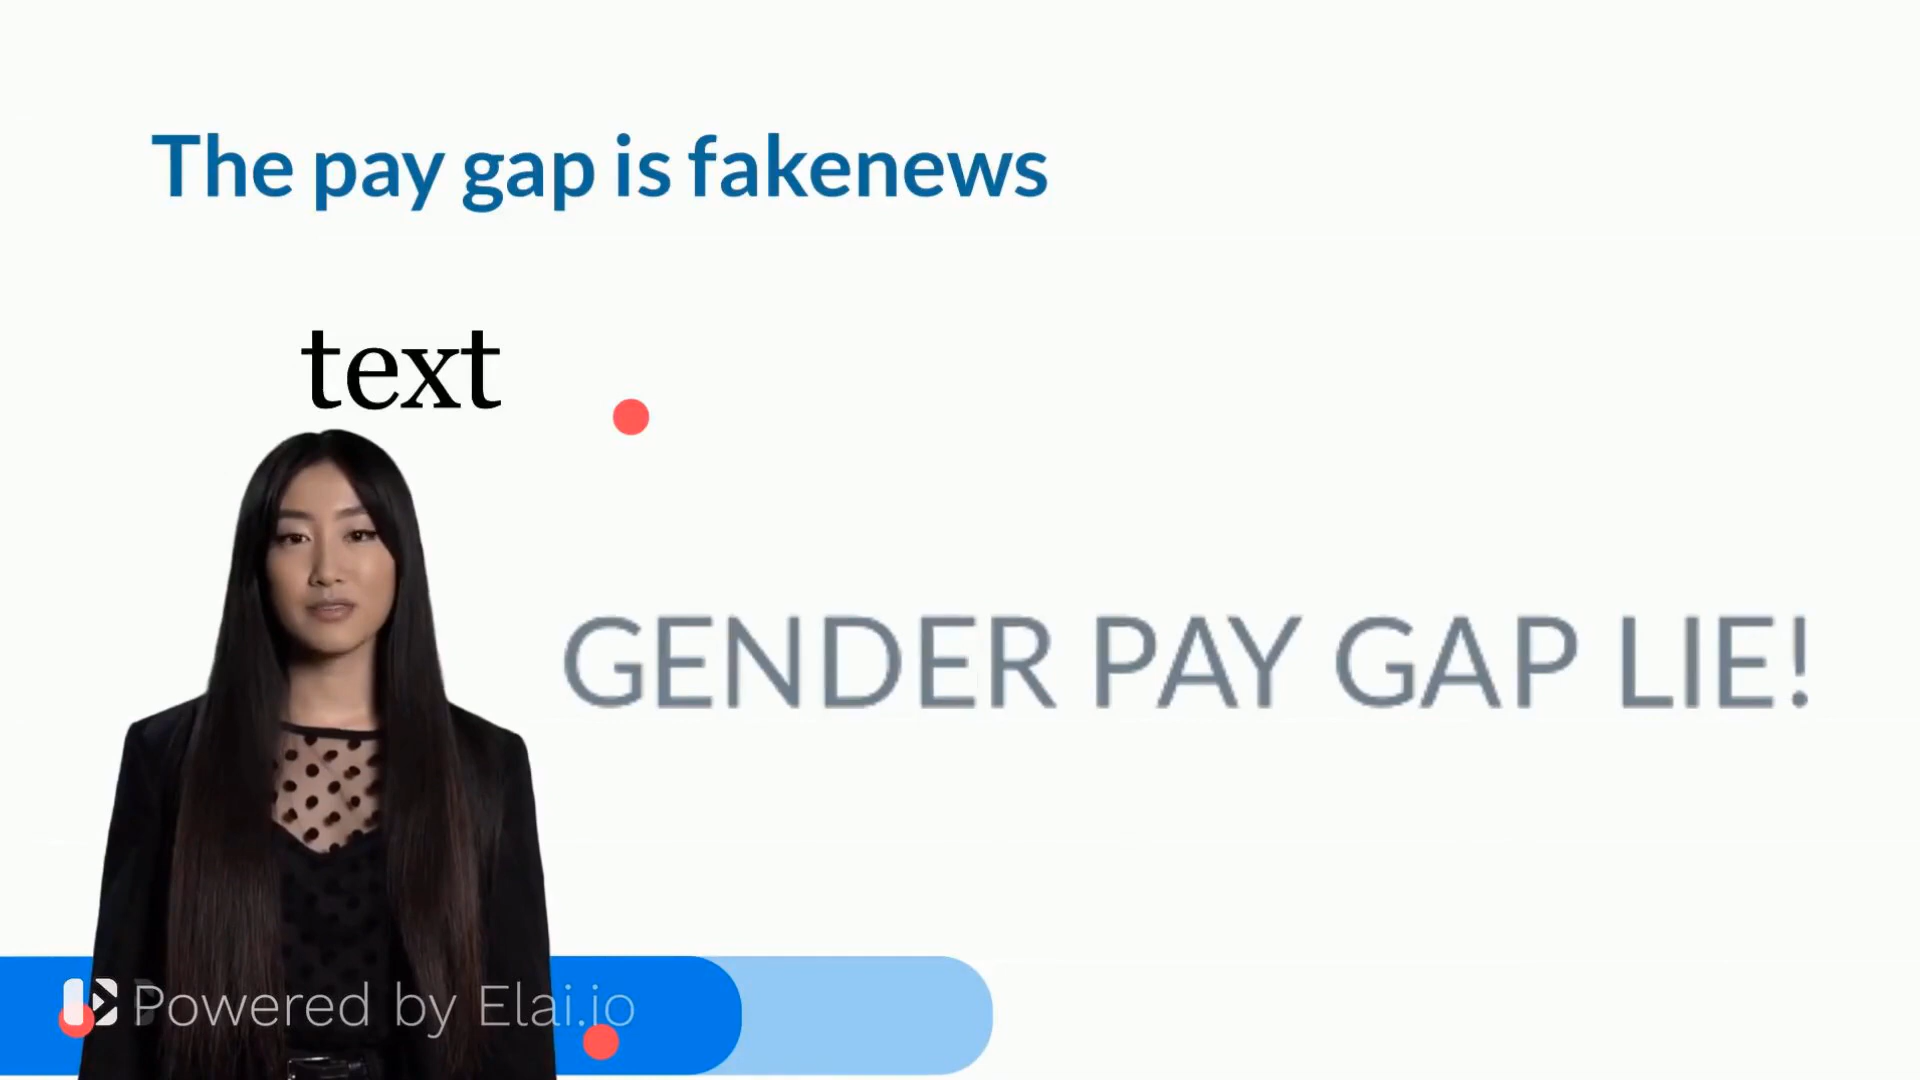 The pay gap is fakenews
text
GENDER PAY GAP LIE!
Powered by Elai.io